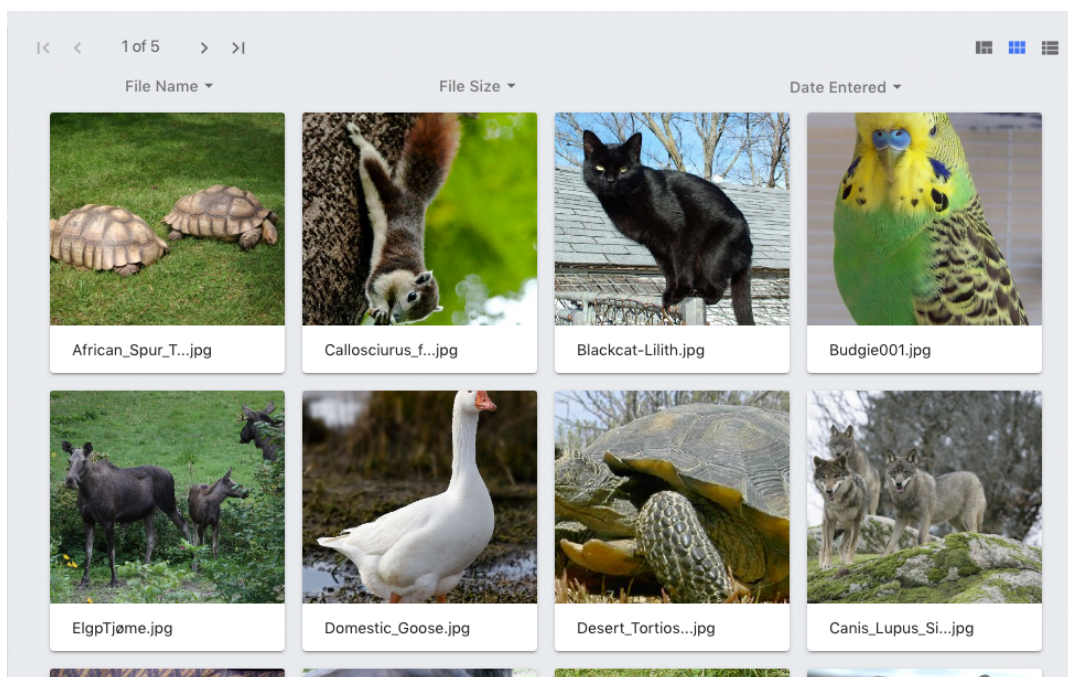 1 of 5
File Name
File Size
Date Entered
African_Spur_T...jpg
Callosciurus_f...jpg
Blackcat-Lilith.jpg
Budgie001.jpg
ElgpTjøme.jpg
Domestic_Goose.jpg
Desert_Tortios...jpg
Canis_Lupus_Si...jpg